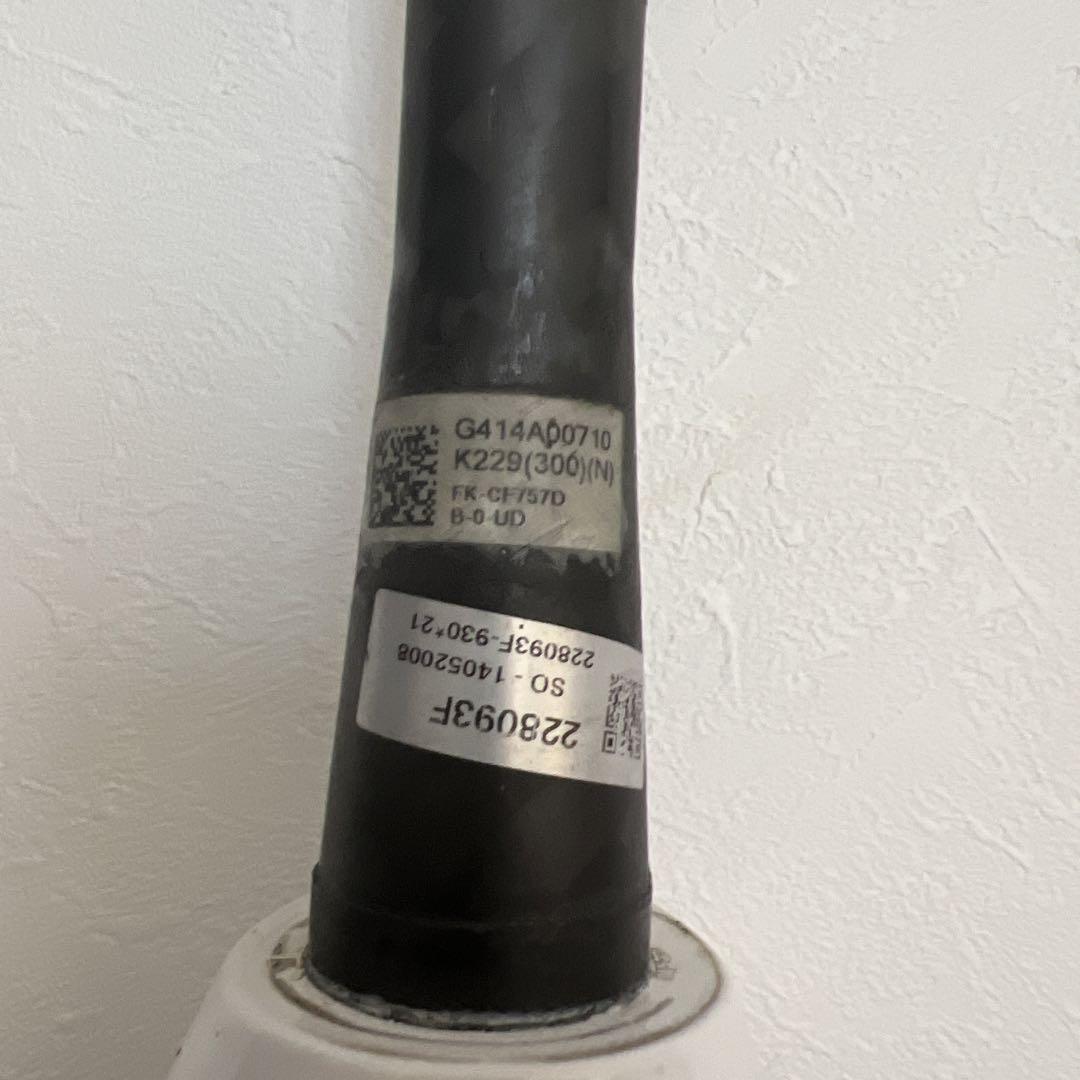 G414A00710
K229(300)(N)
FK-CF757D
B-0-UD
228093F
SO - 14052008
228093F-930*21